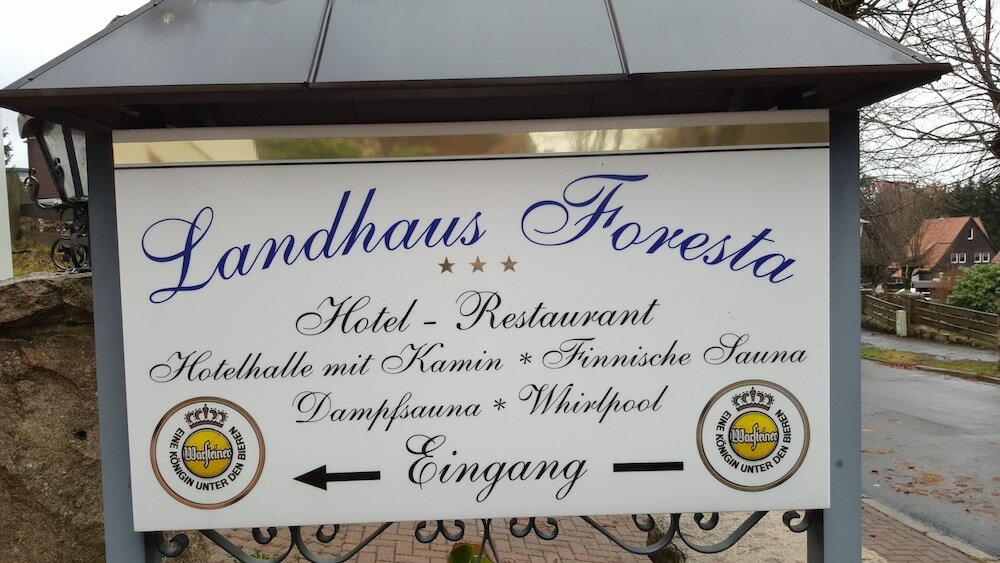 Landhaus Foresta
Hotel - Restaurant
Hotelhalle mit Kamin * Finnische Sauna
Dampfsauna * Whirlpool
Eingang
Warsteiner
EINE KÖNIGIN UNTER DEN BIEREN
Warsteiner
EINE KÖNIGIN UNTER DEN BIEREN